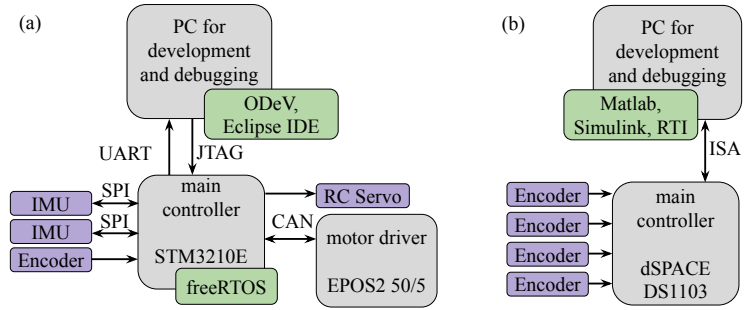 (a)
PC for
development
and debugging
ODeV,
Eclipse IDE
UART
JTAG
IMU
SPI
IMU
SPI
Encoder
main
controller
STM3210E
freeRTOS
RC Servo
CAN
motor driver
EPOS2 50/5
(b)
PC for
development
and debugging
Matlab,
Simulink, RTI
ISA
Encoder
Encoder
Encoder
Encoder
main
controller
dSPACE
DS1103